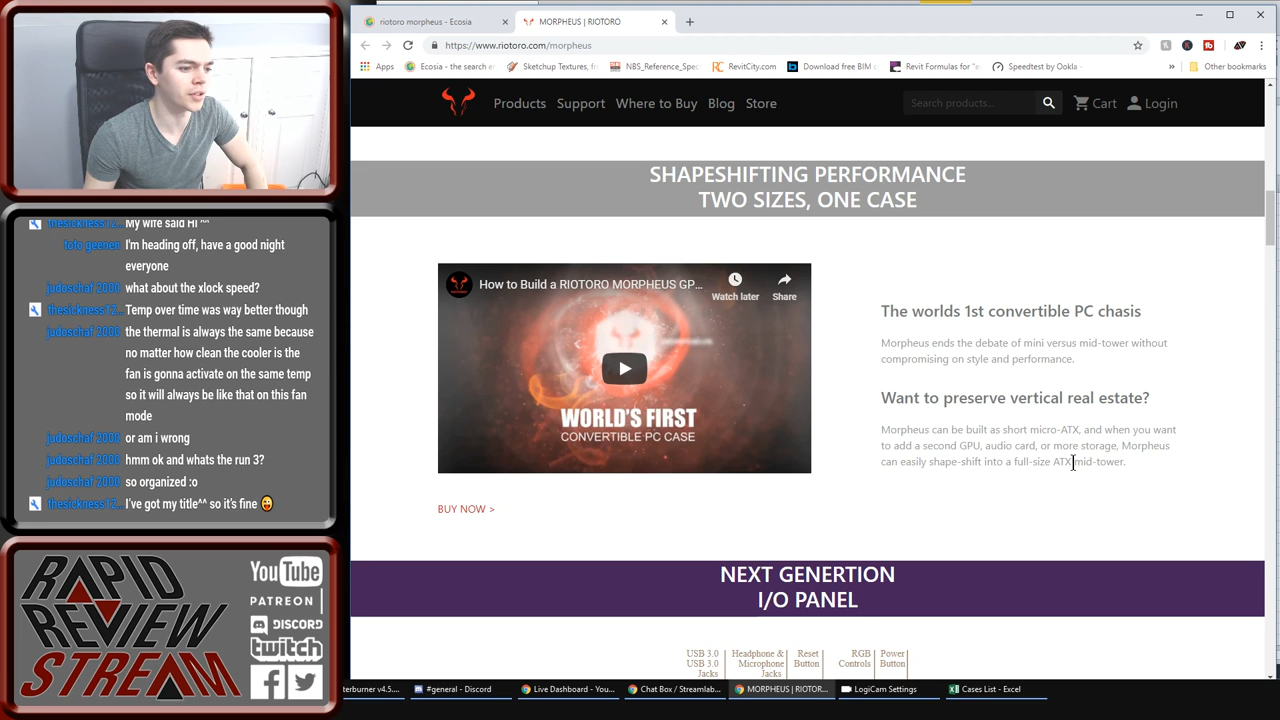 riotoro morpheus - Ecosia
MORPHEUS | RIOTORO
https://www.riotoro.com/morpheus
Apps
Ecosia - the search en
Sketchup Textures, fr
NBS_Reference_Spec
RevitCity.com
Download free BIM c
Revit Formulas for "e
Speedtest by Ookla -
»
Other bookmarks
Products
Support
Where to Buy
Blog
Store
Search products...
Cart
Login
SHAPESHIFTING PERFORMANCE
TWO SIZES, ONE CASE
How to Build a RIOTORO MORPHEUS GP...
Watch later
Share
WORLD'S FIRST
CONVERTIBLE PC CASE
BUY NOW >
The worlds 1st convertible PC chasis
Morpheus ends the debate of mini versus mid-tower without
compromising on style and performance.
Want to preserve vertical real estate?
Morpheus can be built as short micro-ATX, and when you want
to add a second GPU, audio card, or more storage, Morpheus
can easily shape-shift into a full-size ATX mid-tower.
NEXT GENERTION
I/O PANEL
USB 3.0
USB 3.0
Jacks
Headphone &
Microphone
Jacks
Reset
Button
RGB
Controls
Power
Button
thesickness12... My wife said Hi ^^
toto geenen I'm heading off, have a good night
everyone
judoschaf 2000 what about the xlock speed?
thesickness12... Temp over time was way better though
judoschaf 2000 the thermal is always the same because
no matter how clean the cooler is the
fan is gonna activate on the same temp
so it will always be like that on this fan
mode
judoschaf 2000 or am i wrong
judoschaf 2000 hmm ok and whats the run 3?
judoschaf 2000 so organized :o
thesickness12... I've got my title^^ so it's fine
RAPID
REVIEW
STREAM
YouTube
PATREON
DISCORD
twitch
terburner v4.5....
#general - Discord
Live Dashboard - You...
Chat Box / Streamlab...
MORPHEUS | RIOTOR...
LogiCam Settings
Cases List - Excel